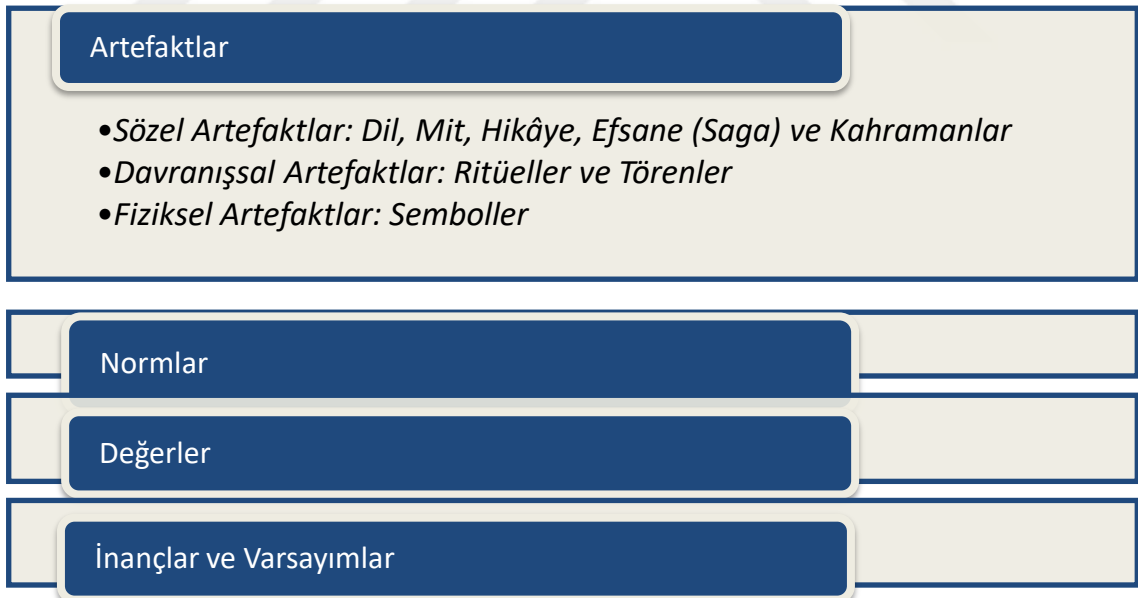 Artefaktlar
•Sözel Artefaktlar: Dil, Mit, Hikâye, Efsane (Saga) ve Kahramanlar
•Davranışsal Artefaktlar: Ritüeller ve Törenler
•Fiziksel Artefaktlar: Semboller
Normlar
Değerler
İnançlar ve Varsayımlar